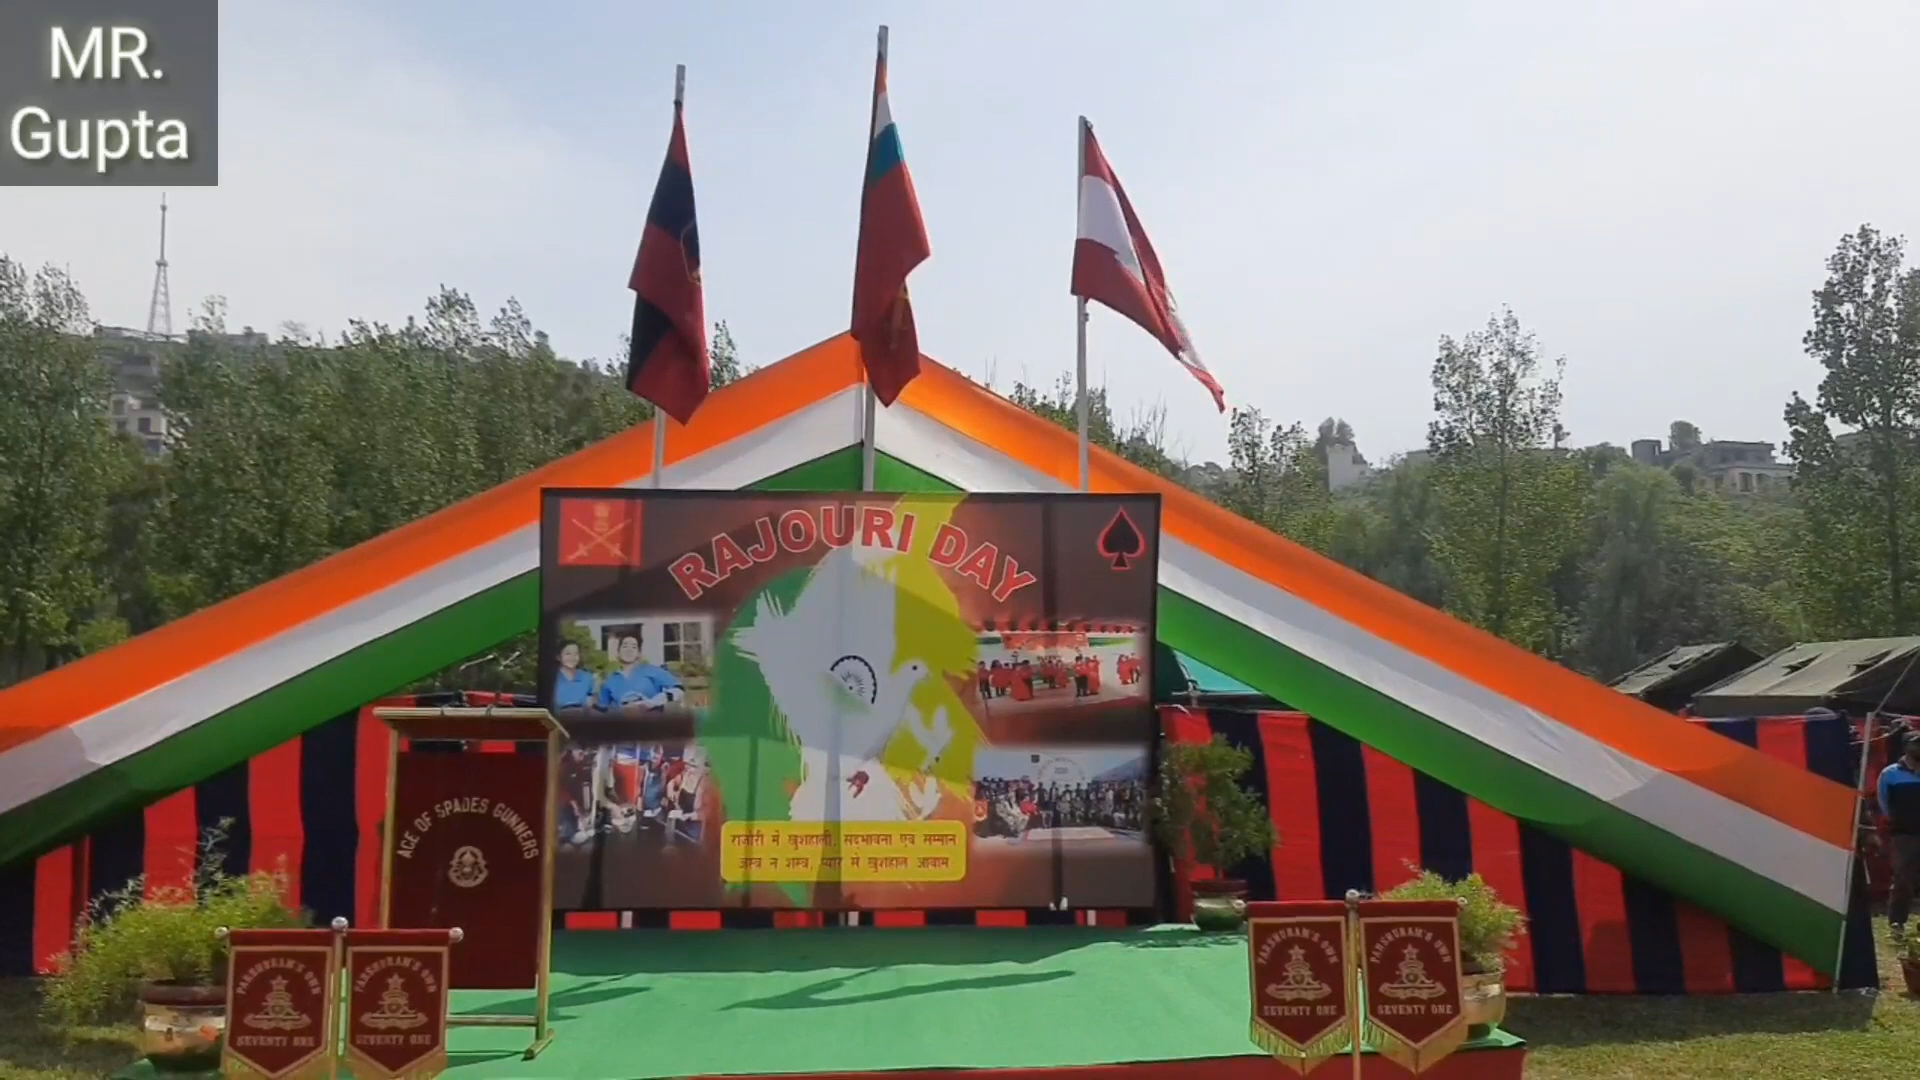 MR.
Gupta
RAJOURI DAY
राजोरी में खुशहाली, सदभावना एवं सम्मान
अस्त्र न शस्त्र, प्यार से खुशहाल आवाम
ACE OF SPADES GUNNERS
PARSHURAM'S OWN
SEVENTY ONE
PARSHURAM'S OWN
SEVENTY ONE
PARSHURAM'S OWN
SEVENTY ONE
PARSHURAM'S OWN
SEVENTY ONE